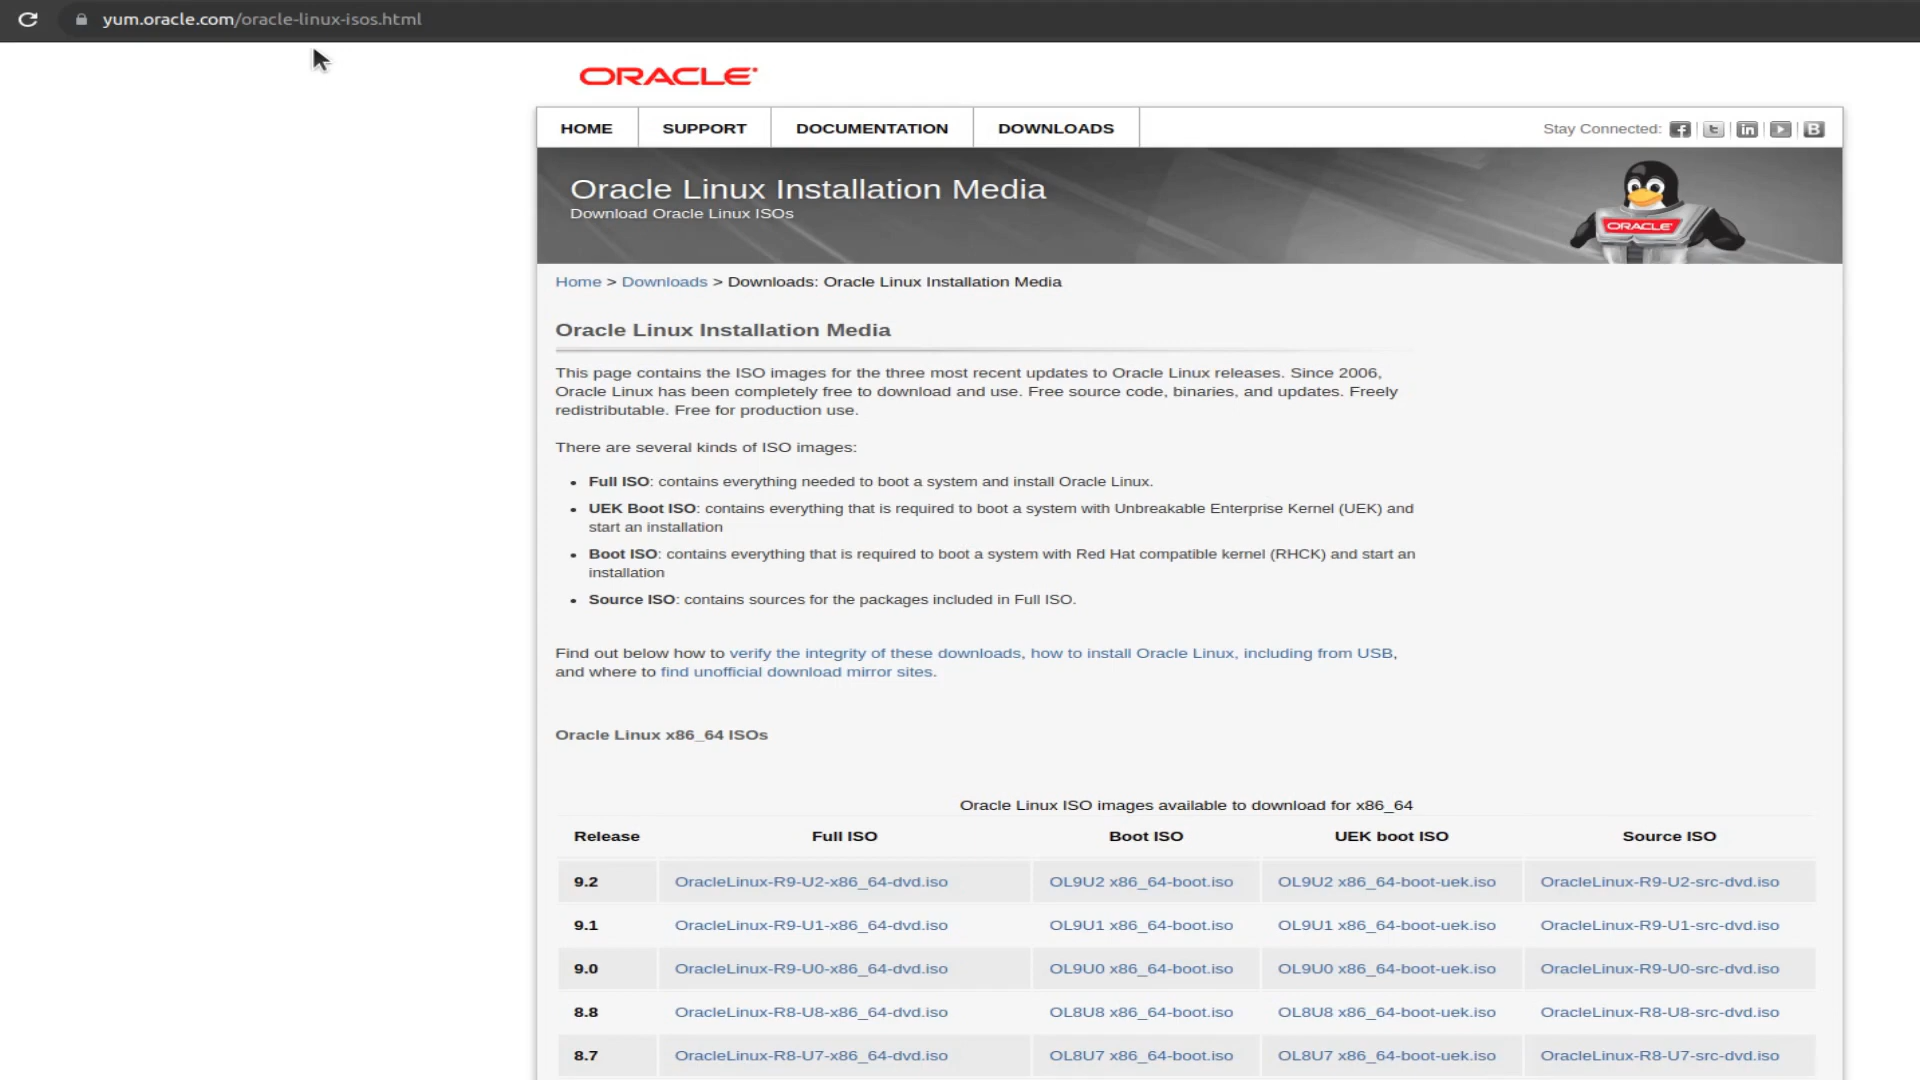 yum.oracle.com/oracle-linux-isos.html
ORACLE
HOME SUPPORT DOCUMENTATION DOWNLOADS Stay Connected:
Oracle Linux Installation Media
Download Oracle Linux ISOs
ORACLE
Home > Downloads > Downloads: Oracle Linux Installation Media
Oracle Linux Installation Media
This page contains the ISO images for the three most recent updates to Oracle Linux releases. Since 2006,
Oracle Linux has been completely free to download and use. Free source code, binaries, and updates. Freely
redistributable. Free for production use.
There are several kinds of ISO images:
• Full ISO: contains everything needed to boot a system and install Oracle Linux.
• UEK Boot ISO: contains everything that is required to boot a system with Unbreakable Enterprise Kernel (UEK) and
start an installation
• Boot ISO: contains everything that is required to boot a system with Red Hat compatible kernel (RHCK) and start an
installation
• Source ISO: contains sources for the packages included in Full ISO.
Find out below how to verify the integrity of these downloads, how to install Oracle Linux, including from USB,
and where to find unofficial download mirror sites.
Oracle Linux x86_64 ISOs
Oracle Linux ISO images available to download for x86_64
Release Full ISO Boot ISO UEK boot ISO Source ISO
9.2 OracleLinux-R9-U2-x86_64-dvd.iso OL9U2 x86_64-boot.iso OL9U2 x86_64-boot-uek.iso OracleLinux-R9-U2-src-dvd.iso
9.1 OracleLinux-R9-U1-x86_64-dvd.iso OL9U1 x86_64-boot.iso OL9U1 x86_64-boot-uek.iso OracleLinux-R9-U1-src-dvd.iso
9.0 OracleLinux-R9-U0-x86_64-dvd.iso OL9U0 x86_64-boot.iso OL9U0 x86_64-boot-uek.iso OracleLinux-R9-U0-src-dvd.iso
8.8 OracleLinux-R8-U8-x86_64-dvd.iso OL8U8 x86_64-boot.iso OL8U8 x86_64-boot-uek.iso OracleLinux-R8-U8-src-dvd.iso
8.7 OracleLinux-R8-U7-x86_64-dvd.iso OL8U7 x86_64-boot.iso OL8U7 x86_64-boot-uek.iso OracleLinux-R8-U7-src-dvd.iso